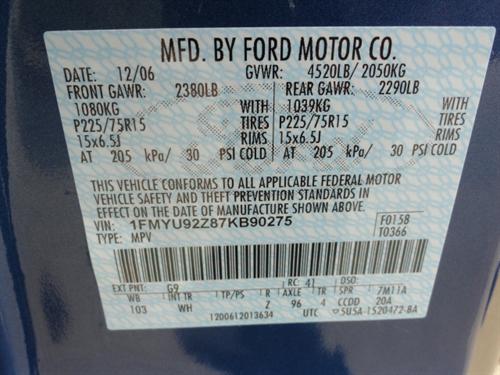 MFD. BY FORD MOTOR CO.
DATE: 12/06 GVWR: 4520LB/ 2050KG
FRONT GAWR: 2380LB REAR GAWR: 2290LB
1080KG WITH 1039KG WITH
P225/75R15 TIRES P225/75R15 TIRES
15x6.5J RIMS 15x6.5J RIMS
AT 205 kPa/ 30 PSI COLD AT 205 kPa/ 30 PSI COLD
THIS VEHICLE CONFORMS TO ALL APPLICABLE FEDERAL MOTOR
VEHICLE SAFETY AND THEFT PREVENTION STANDARDS IN
EFFECT ON THE DATE OF MANUFACTURE SHOWN ABOVE.
VIN: 1FMYU92Z87KB90275 F0158
TYPE: MPV T0366
EXT PNT: G9 RC: 41 DSO:
WB INT TR TP/PS R AXLE TR SPR 7M11A
103 WH Z 96 4 CCDD 20A
1200612013634 UTC SU5A-1520472-BA